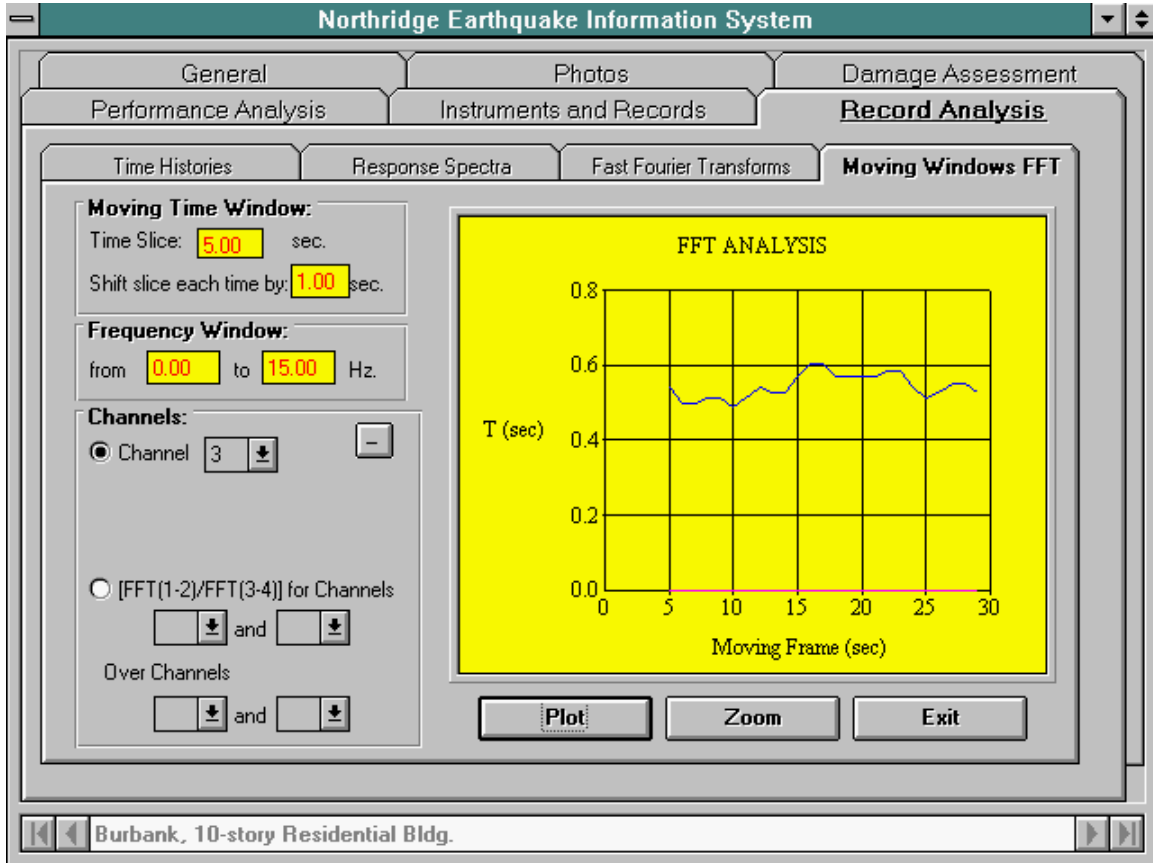 Northridge Earthquake Information System
General Photos Damage Assessment
Performance Analysis Instruments and Records Record Analysis
Time Histories Response Spectra Fast Fourier Transforms Moving Windows FFT
Moving Time Window:
Time Slice: 5.00 sec.
Shift slice each time by: 1.00 sec.
Frequency Window:
from 0.00 to 15.00 Hz.
Channels:
Channel 3
[FFT(1-2)/FFT(3-4)] for Channels
and
Over Channels
and
FFT ANALYSIS
0.8
0.6
T (sec)
0.4
0.2
0.0
0 5 10 15 20 25 30
Moving Frame (sec)
Plot Zoom Exit
Burbank, 10-story Residential Bldg.